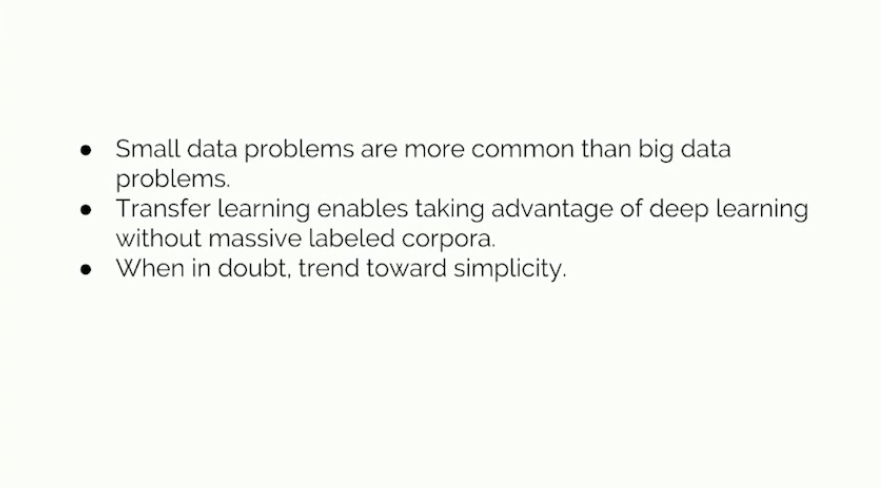 ● Small data problems are more common than big data
problems.
● Transfer learning enables taking advantage of deep learning
without massive labeled corpora.
● When in doubt, trend toward simplicity.